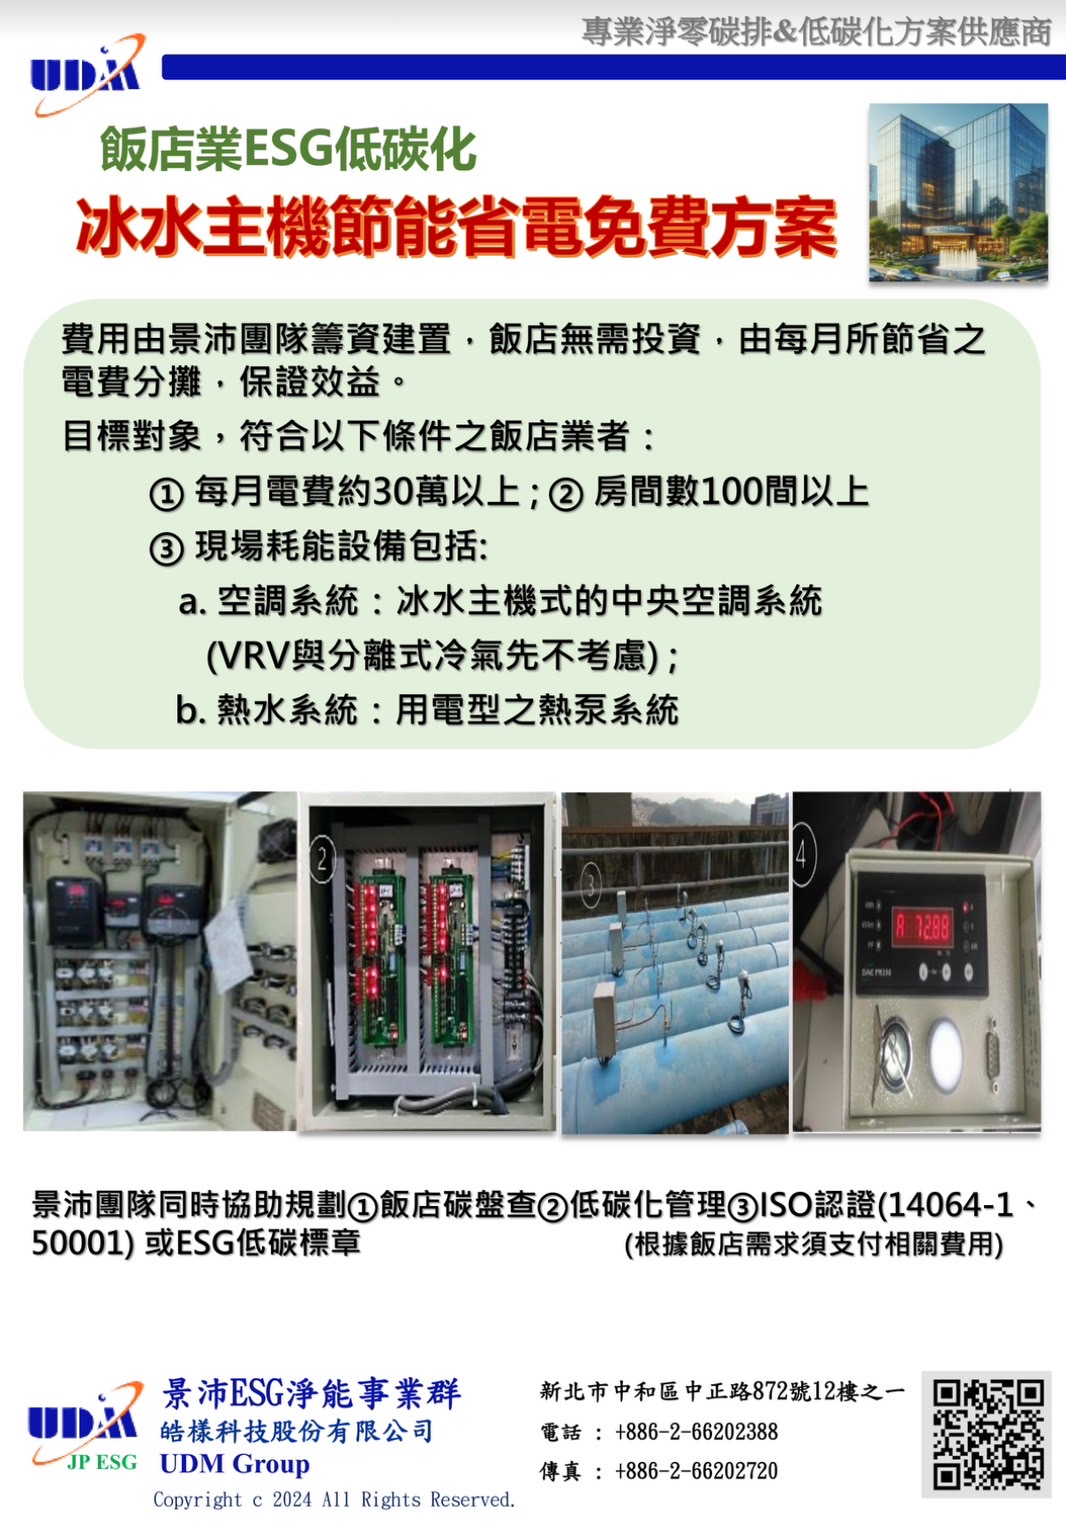 專業淨零碳排&低碳化方案供應商
UDM
飯店業ESG低碳化
冰水主機節能省電免費方案
費用由景沛團隊籌資建置，飯店無需投資，由每月所節省之
電費分攤，保證效益。
目標對象，符合以下條件之飯店業者：
① 每月電費約30萬以上 ; ② 房間數100間以上
③ 現場耗能設備包括:
a. 空調系統：冰水主機式的中央空調系統
(VRV與分離式冷氣先不考慮) ;
b. 熱水系統：用電型之熱泵系統
②
③
④
A 72.88
DAE PM210
景沛團隊同時協助規劃①飯店碳盤查②低碳化管理③ISO認證(14064-1、
50001) 或ESG低碳標章
(根據飯店需求須支付相關費用)
UDM
JP ESG
景沛ESG淨能事業群
皓樣科技股份有限公司
UDM Group
Copyright c 2024 All Rights Reserved.
新北市中和區中正路872號12樓之一
電話 : +886-2-66202388
傳真 : +886-2-66202720